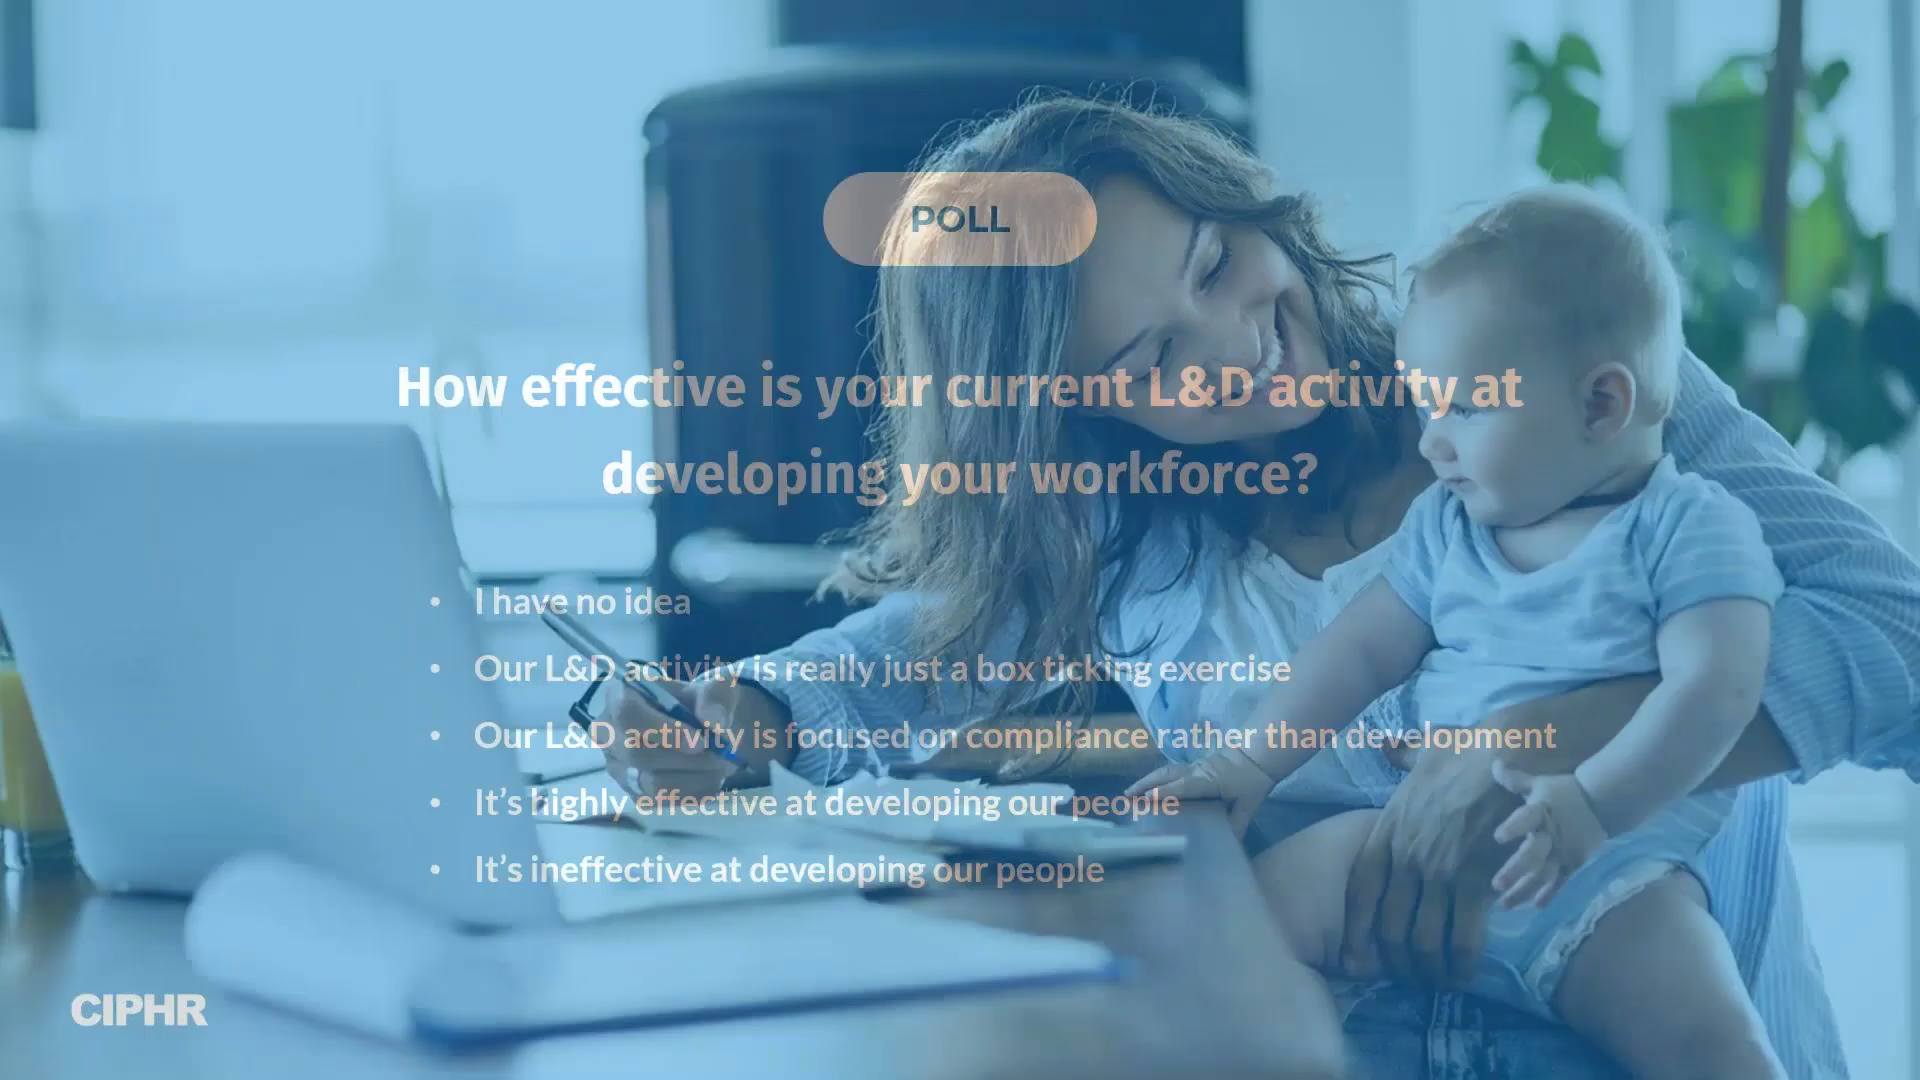 POLL
How effective is your current L&D activity at
developing your workforce?
• I have no idea
• Our L&D activity is really just a box ticking exercise
• Our L&D activity is focused on compliance rather than development
• It’s highly effective at developing our people
• It’s ineffective at developing our people
CIPHR